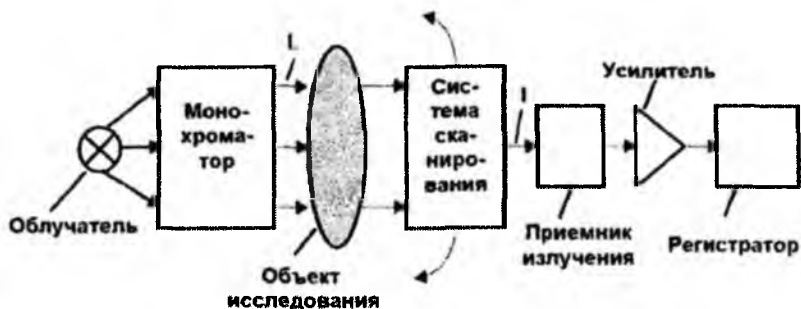 I.
Моно-
хрома-
тор
Облучатель
Объект
исследования
Сис-
тема
ска-
ниро-
вания
I
Приемник
излучения
Усилитель
Регистратор